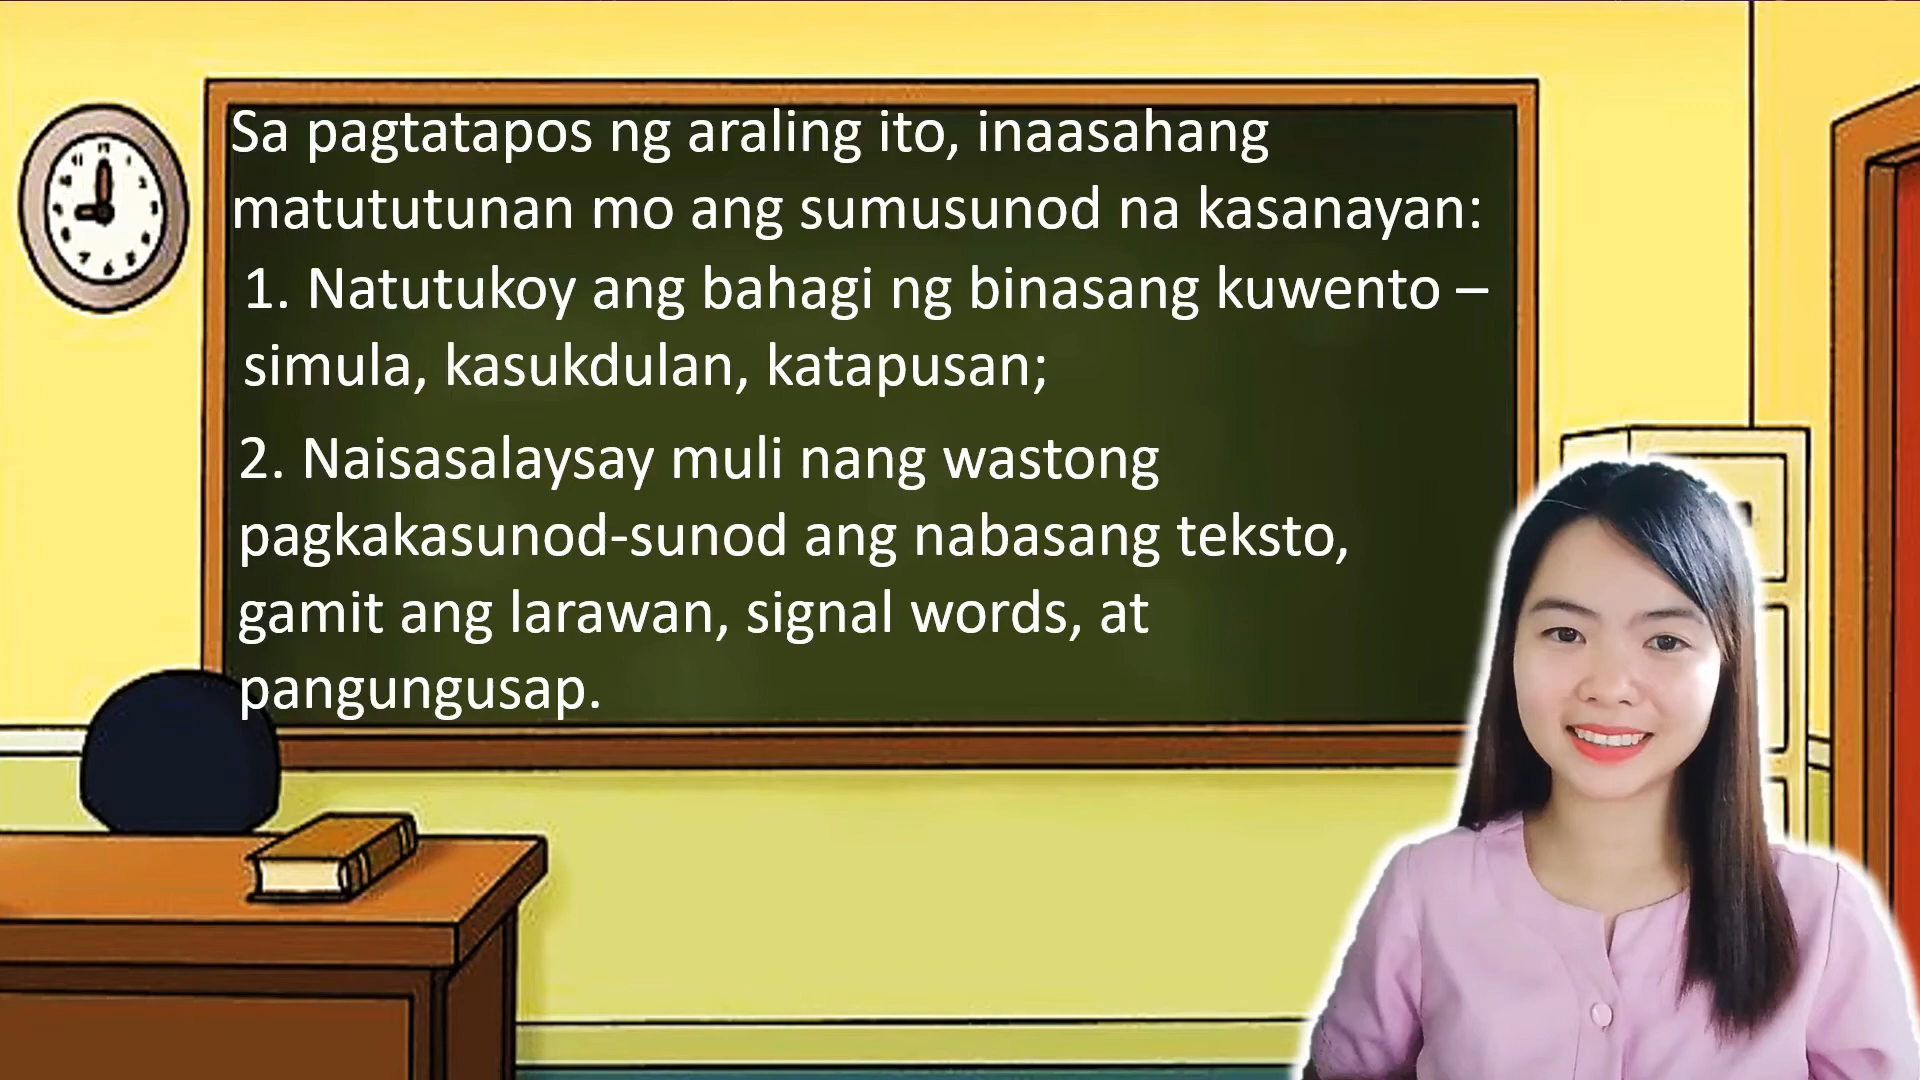 Sa pagtatapos ng araling ito, inaasahang
matututunan mo ang sumusunod na kasanayan:
1. Natutukoy ang bahagi ng binasang kuwento –
simula, kasukdulan, katapusan;
2. Naisasalaysay muli nang wastong
pagkakasunod-sunod ang nabasang teksto,
gamit ang larawan, signal words, at
pangungusap.